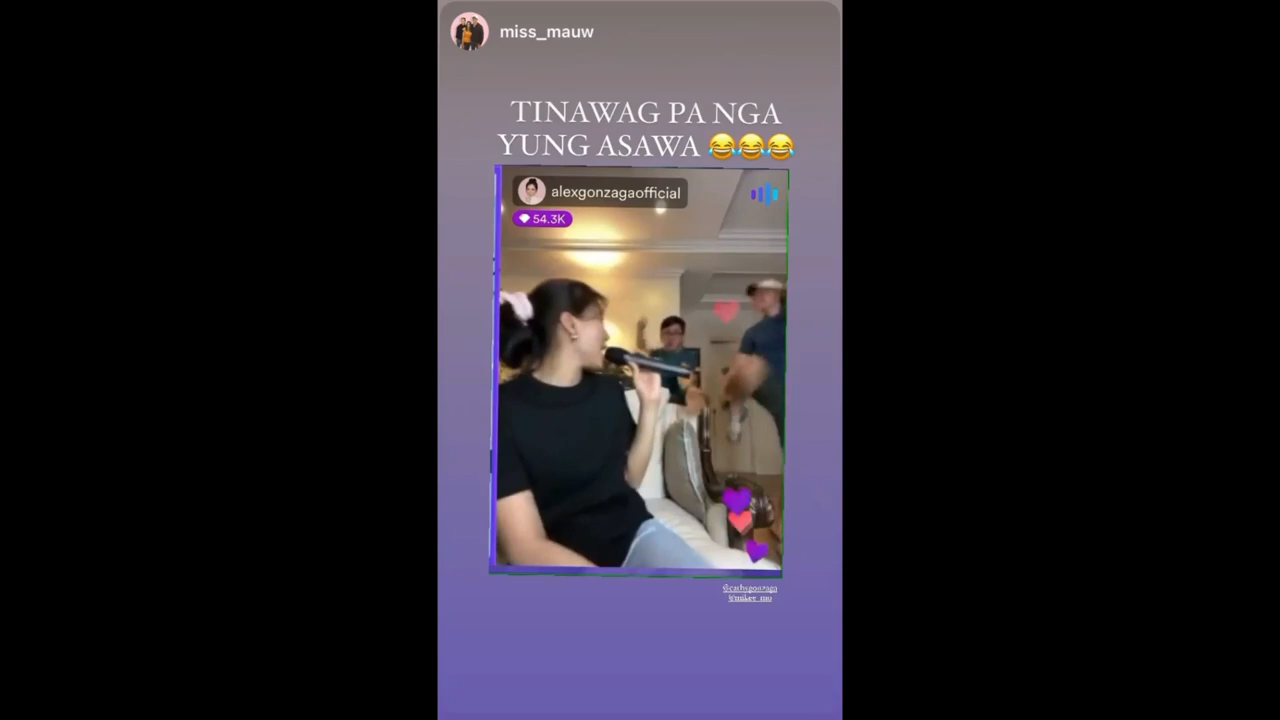 miss_mauw
TINAWAG PA NGA
YUNG ASAWA 😂😂😂
alexgonzagaofficial
54.3K